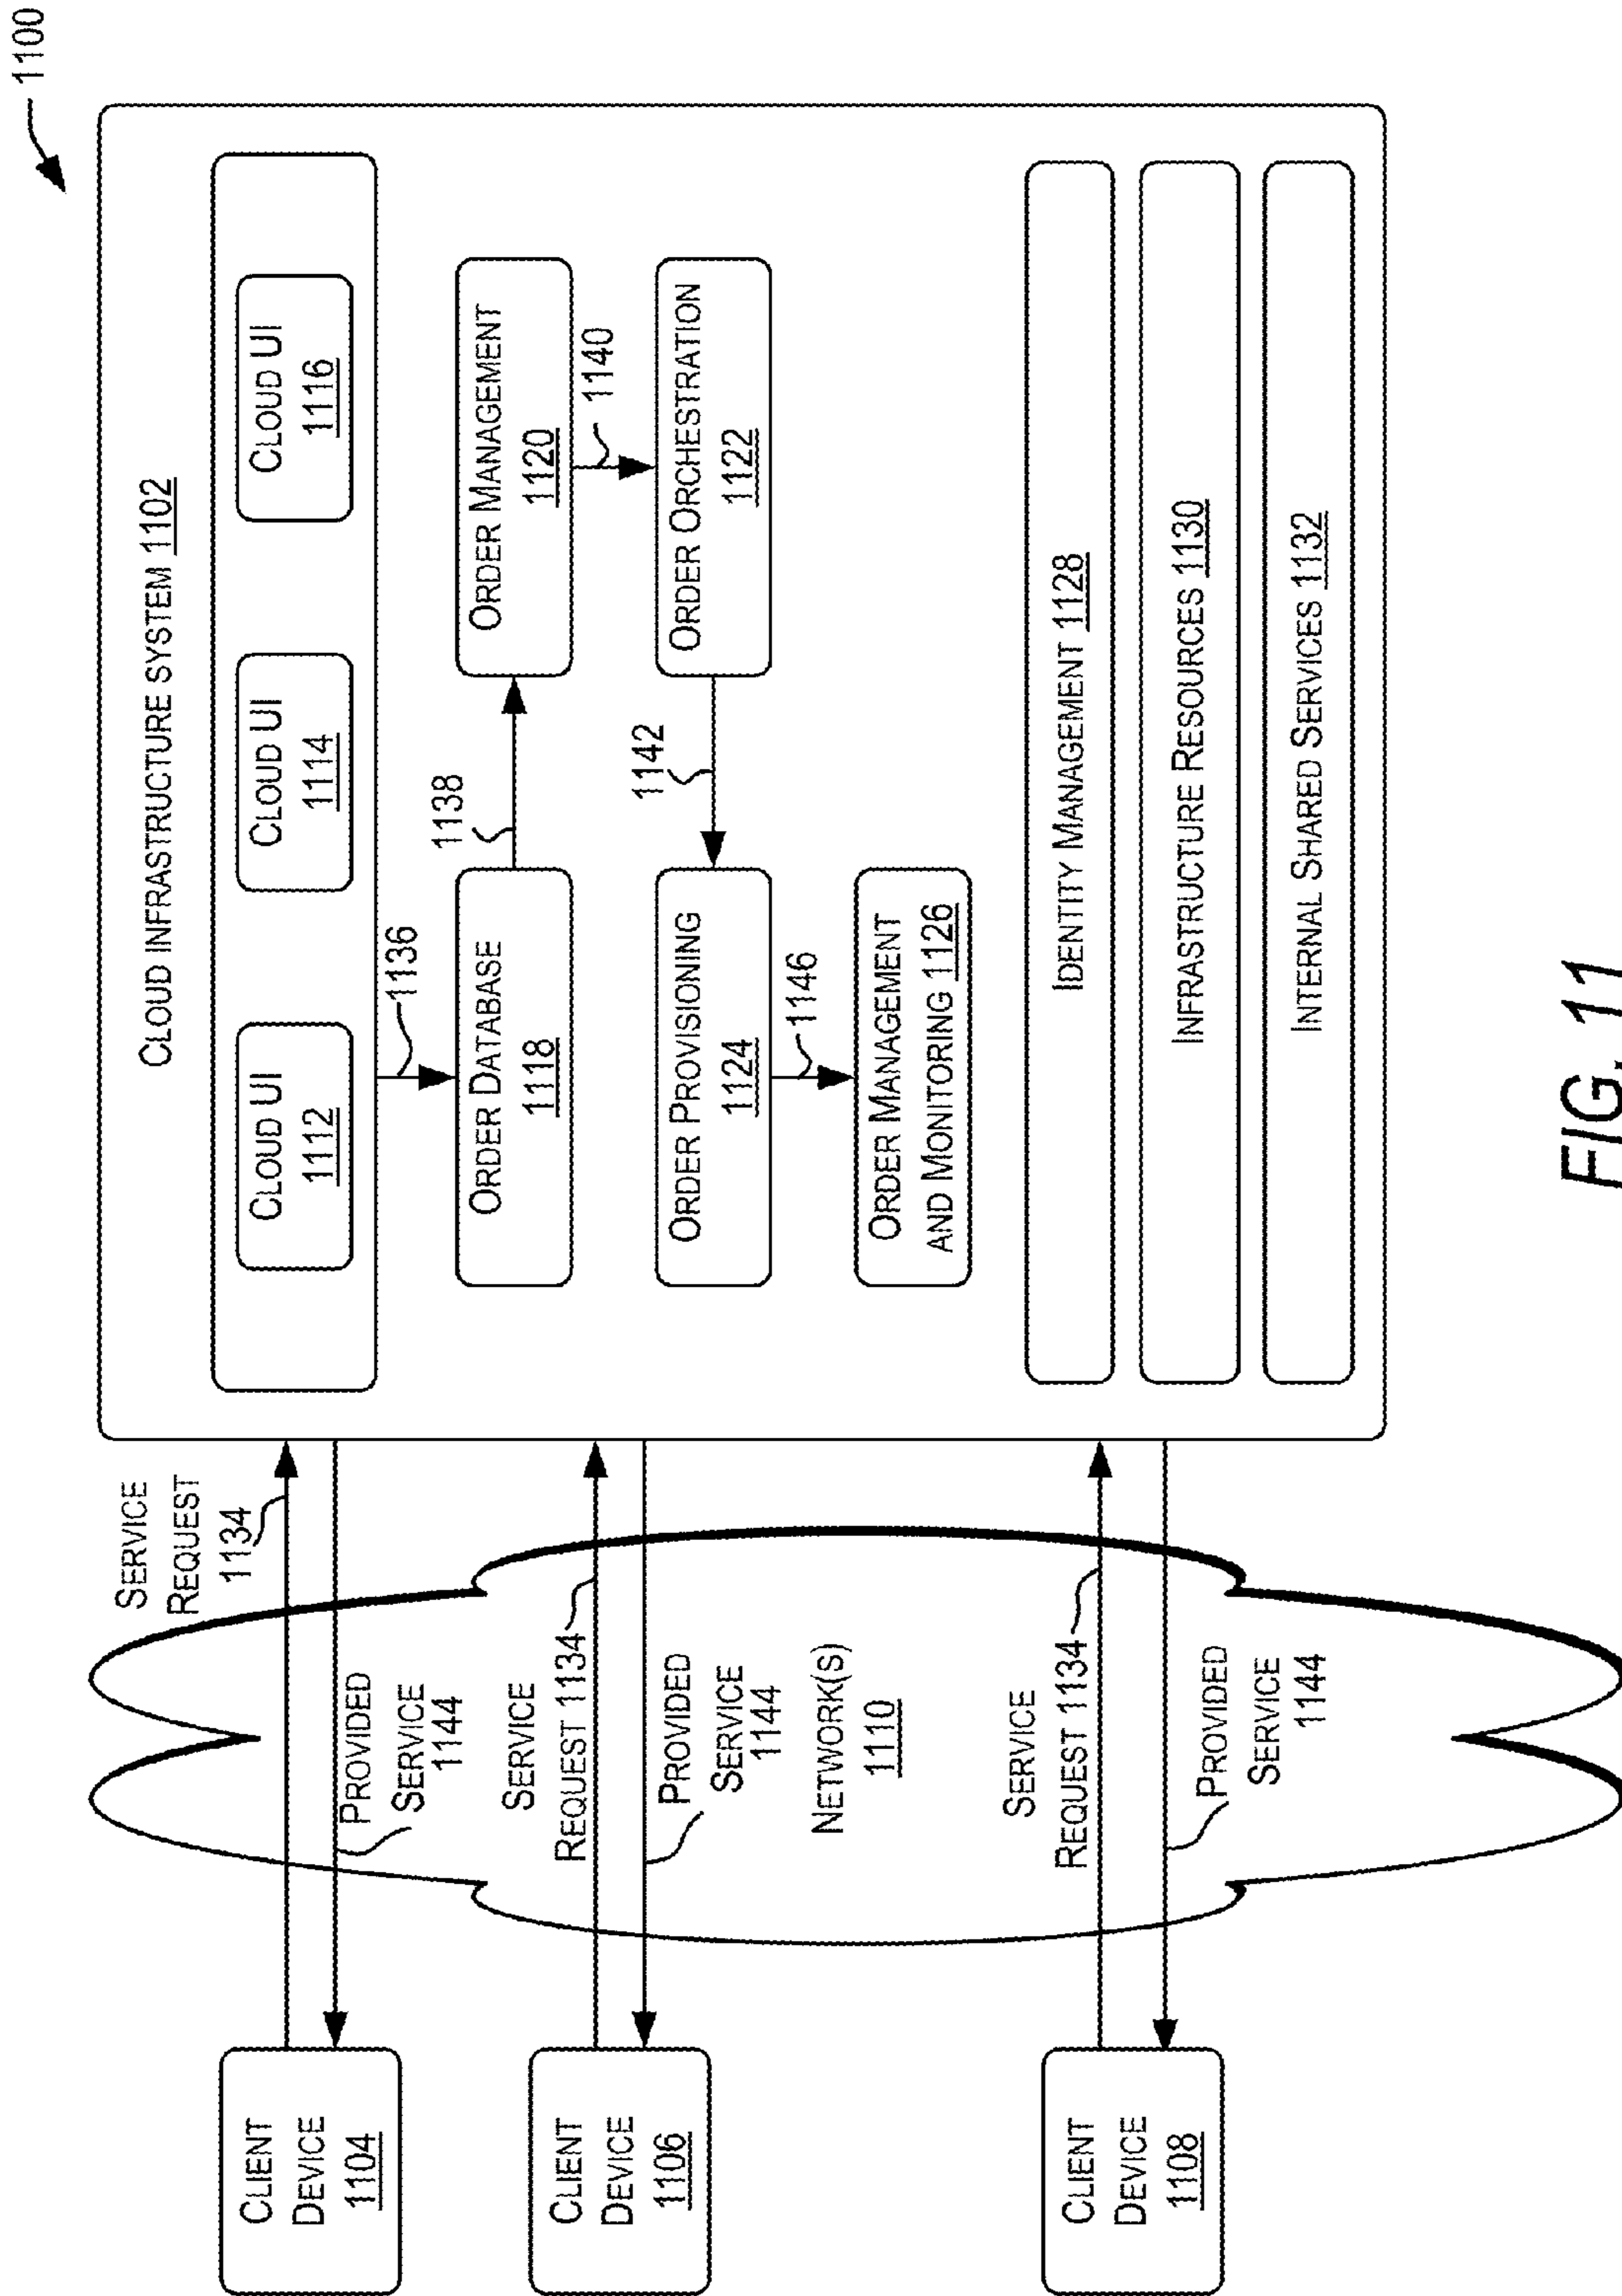 1100
CLOUD INFRASTRUCTURE SYSTEM 1102
CLOUD UI
1112
CLOUD UI
1114
CLOUD UI
1116
1136
ORDER DATABASE
1118
1138
ORDER MANAGEMENT
1120
1140
ORDER ORCHESTRATION
1122
1142
ORDER PROVISIONING
1124
1146
ORDER MANAGEMENT
AND MONITORING 1126
IDENTITY MANAGEMENT 1128
INFRASTRUCTURE RESOURCES 1130
INTERNAL SHARED SERVICES 1132
SERVICE
REQUEST
1134
PROVIDED
SERVICE
1144
SERVICE
REQUEST 1134
PROVIDED
SERVICE
1144
NETWORK(S)
1110
SERVICE
REQUEST 1134
PROVIDED
SERVICE
1144
CLIENT
DEVICE
1104
CLIENT
DEVICE
1106
CLIENT
DEVICE
1108
FIG. 11